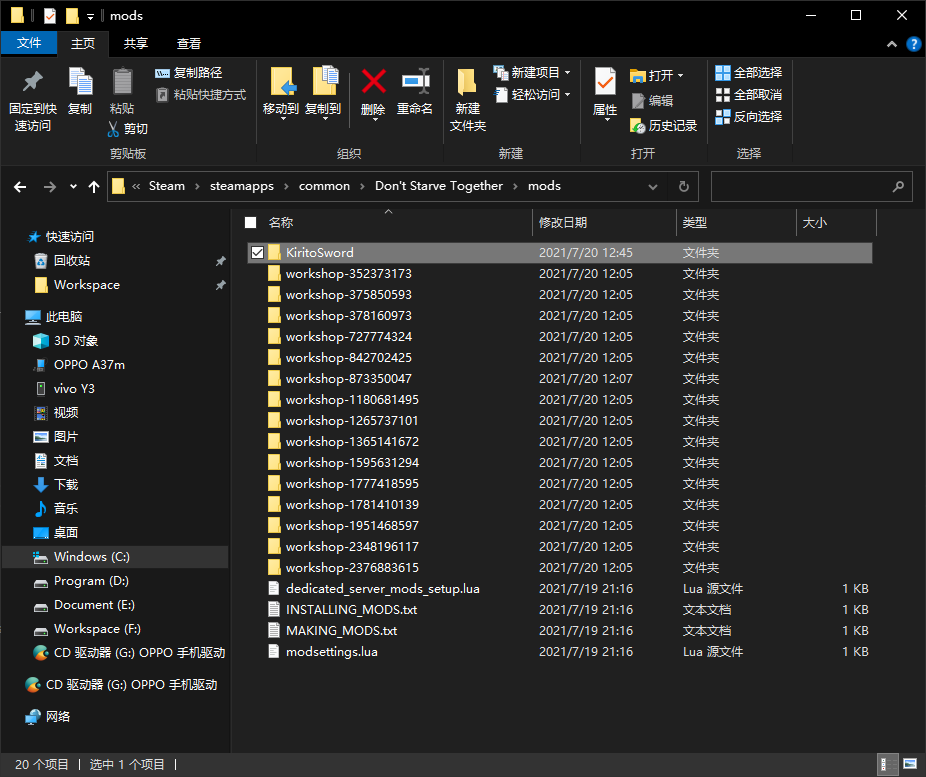 mods
文件 主页 共享 查看
固定到快速访问
复制
粘贴
复制路径
粘贴快捷方式
剪切
剪贴板
移动到 复制到
删除 重命名
组织
新建文件夹
新建项目
轻松访问
新建
属性
打开
编辑
历史记录
打开
全部选择
全部取消
反向选择
选择
« Steam › steamapps › common › Don't Starve Together › mods
快速访问
回收站
Workspace
此电脑
3D 对象
OPPO A37m
vivo Y3
视频
图片
文档
下载
音乐
桌面
Windows (C:)
Program (D:)
Document (E:)
Workspace (F:)
CD 驱动器 (G:) OPPO 手机驱动
CD 驱动器 (G:) OPPO 手机驱动
网络
名称 修改日期 类型 大小
KiritoSword 2021/7/20 12:45 文件夹
workshop-352373173 2021/7/20 12:05 文件夹
workshop-375850593 2021/7/20 12:05 文件夹
workshop-378160973 2021/7/20 12:05 文件夹
workshop-727774324 2021/7/20 12:05 文件夹
workshop-842702425 2021/7/20 12:05 文件夹
workshop-873350047 2021/7/20 12:07 文件夹
workshop-1180681495 2021/7/20 12:05 文件夹
workshop-1265737101 2021/7/20 12:05 文件夹
workshop-1365141672 2021/7/20 12:05 文件夹
workshop-1595631294 2021/7/20 12:05 文件夹
workshop-1777418595 2021/7/20 12:05 文件夹
workshop-1781410139 2021/7/20 12:05 文件夹
workshop-1951468597 2021/7/20 12:05 文件夹
workshop-2348196117 2021/7/20 12:05 文件夹
workshop-2376883615 2021/7/20 12:05 文件夹
dedicated_server_mods_setup.lua 2021/7/19 21:16 Lua 源文件 1 KB
INSTALLING_MODS.txt 2021/7/19 21:16 文本文档 1 KB
MAKING_MODS.txt 2021/7/19 21:16 文本文档 1 KB
modsettings.lua 2021/7/19 21:16 Lua 源文件 1 KB
20 个项目 选中 1 个项目